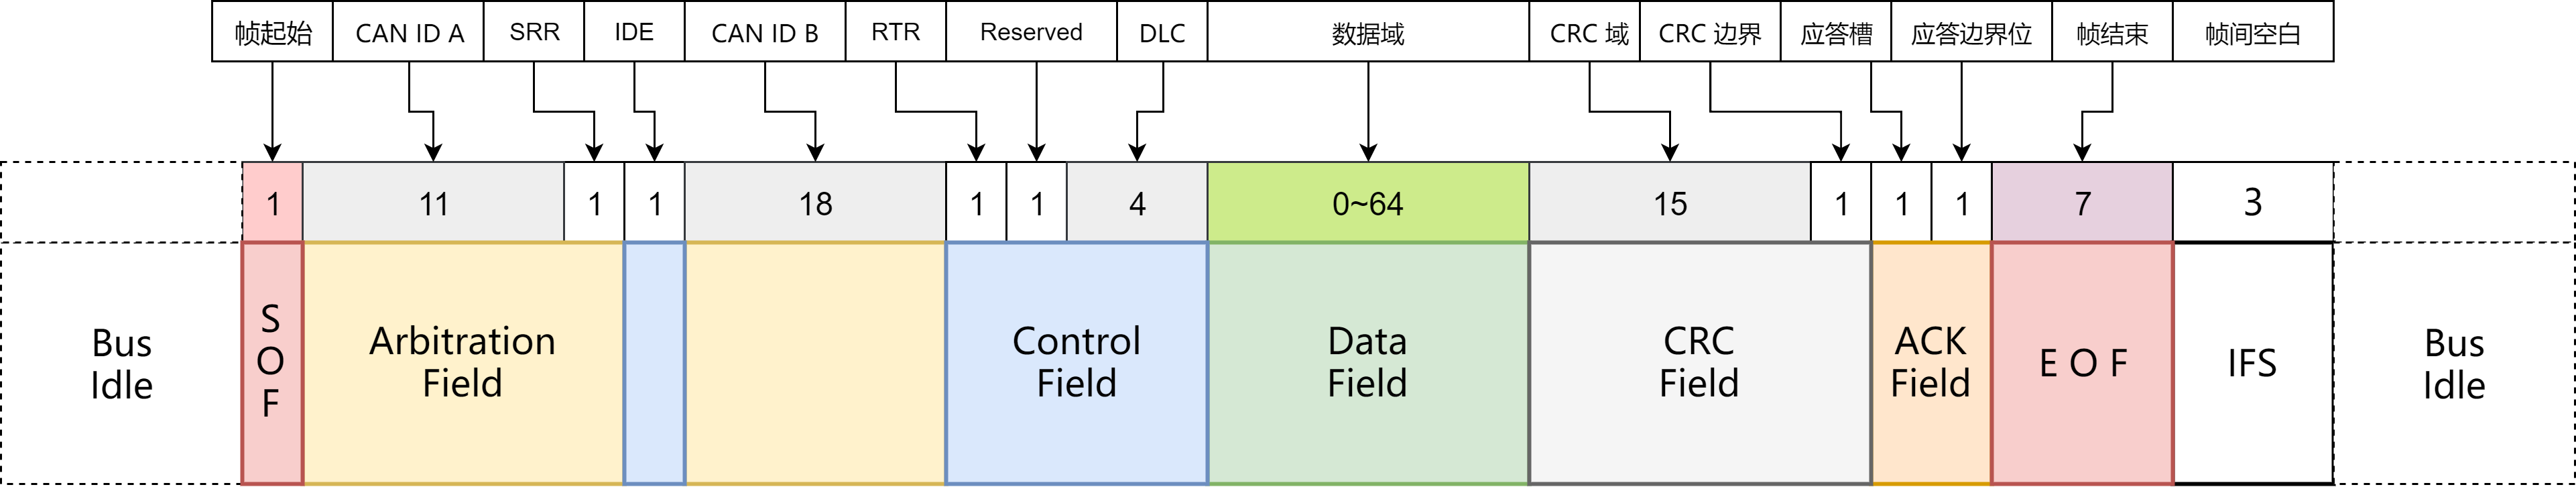 帧起始 CAN ID A SRR IDE CAN ID B RTR Reserved DLC 数据域 CRC 域 CRC 边界 应答槽 应答边界位 帧结束 帧间空白
1 11 1 1 18 1 1 4 0~64 15 1 1 1 7 3
Bus
Idle
S
O
F
Arbitration
Field
Control
Field
Data
Field
CRC
Field
ACK
Field
E O F
IFS
Bus
Idle